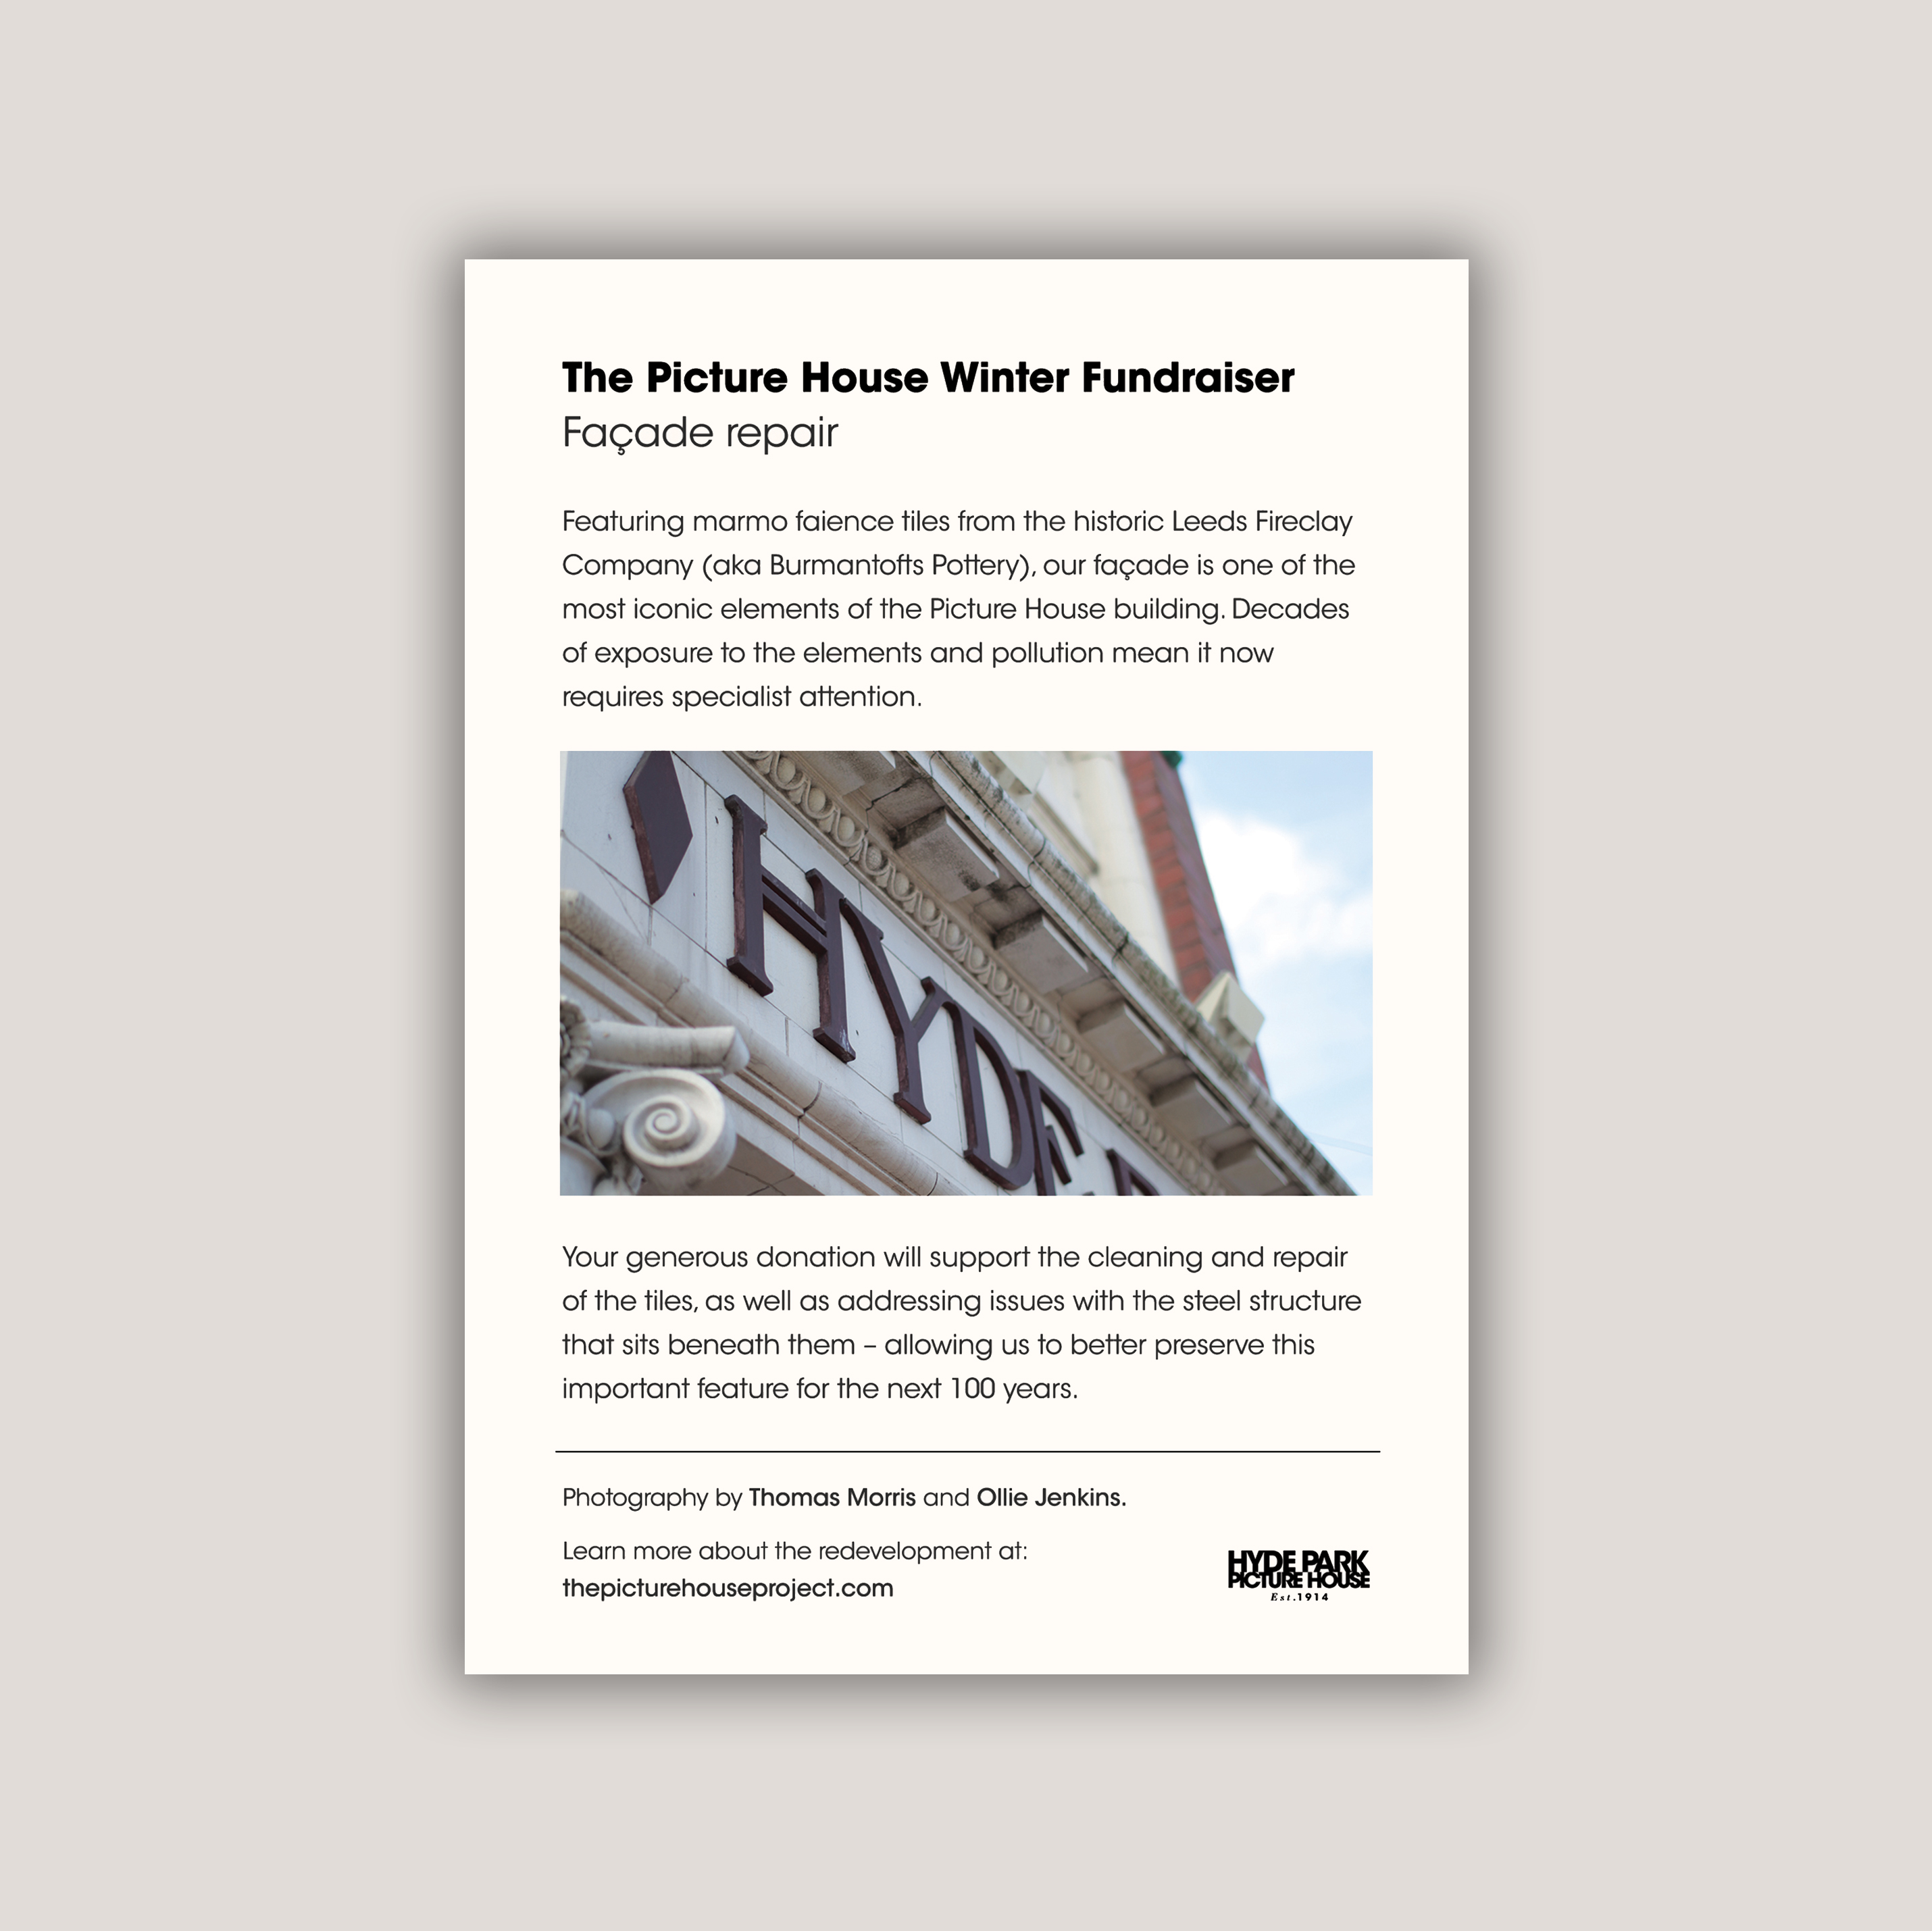 The Picture House Winter Fundraiser
Façade repair
Featuring marmo faience tiles from the historic Leeds Fireclay
Company (aka Burmantofts Pottery), our façade is one of the
most iconic elements of the Picture House building. Decades
of exposure to the elements and pollution mean it now
requires specialist attention.
HYDE
Your generous donation will support the cleaning and repair
of the tiles, as well as addressing issues with the steel structure
that sits beneath them – allowing us to better preserve this
important feature for the next 100 years.
Photography by Thomas Morris and Ollie Jenkins.
Learn more about the redevelopment at:
thepicturehouseproject.com
HYDE PARK
PICTURE HOUSE
Est.1914